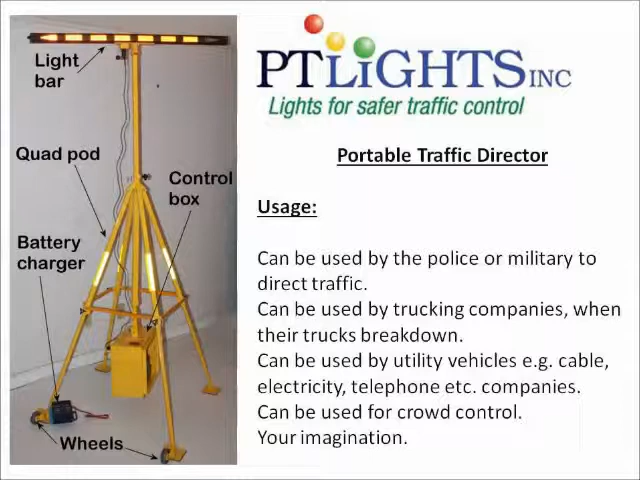 Light
bar
Quad pod
Control
box
Battery
charger
Wheels
PTLiGHTS INC
Lights for safer traffic control
Portable Traffic Director
Usage:
Can be used by the police or military to
direct traffic.
Can be used by trucking companies, when
their trucks breakdown.
Can be used by utility vehicles e.g. cable,
electricity, telephone etc. companies.
Can be used for crowd control.
Your imagination.